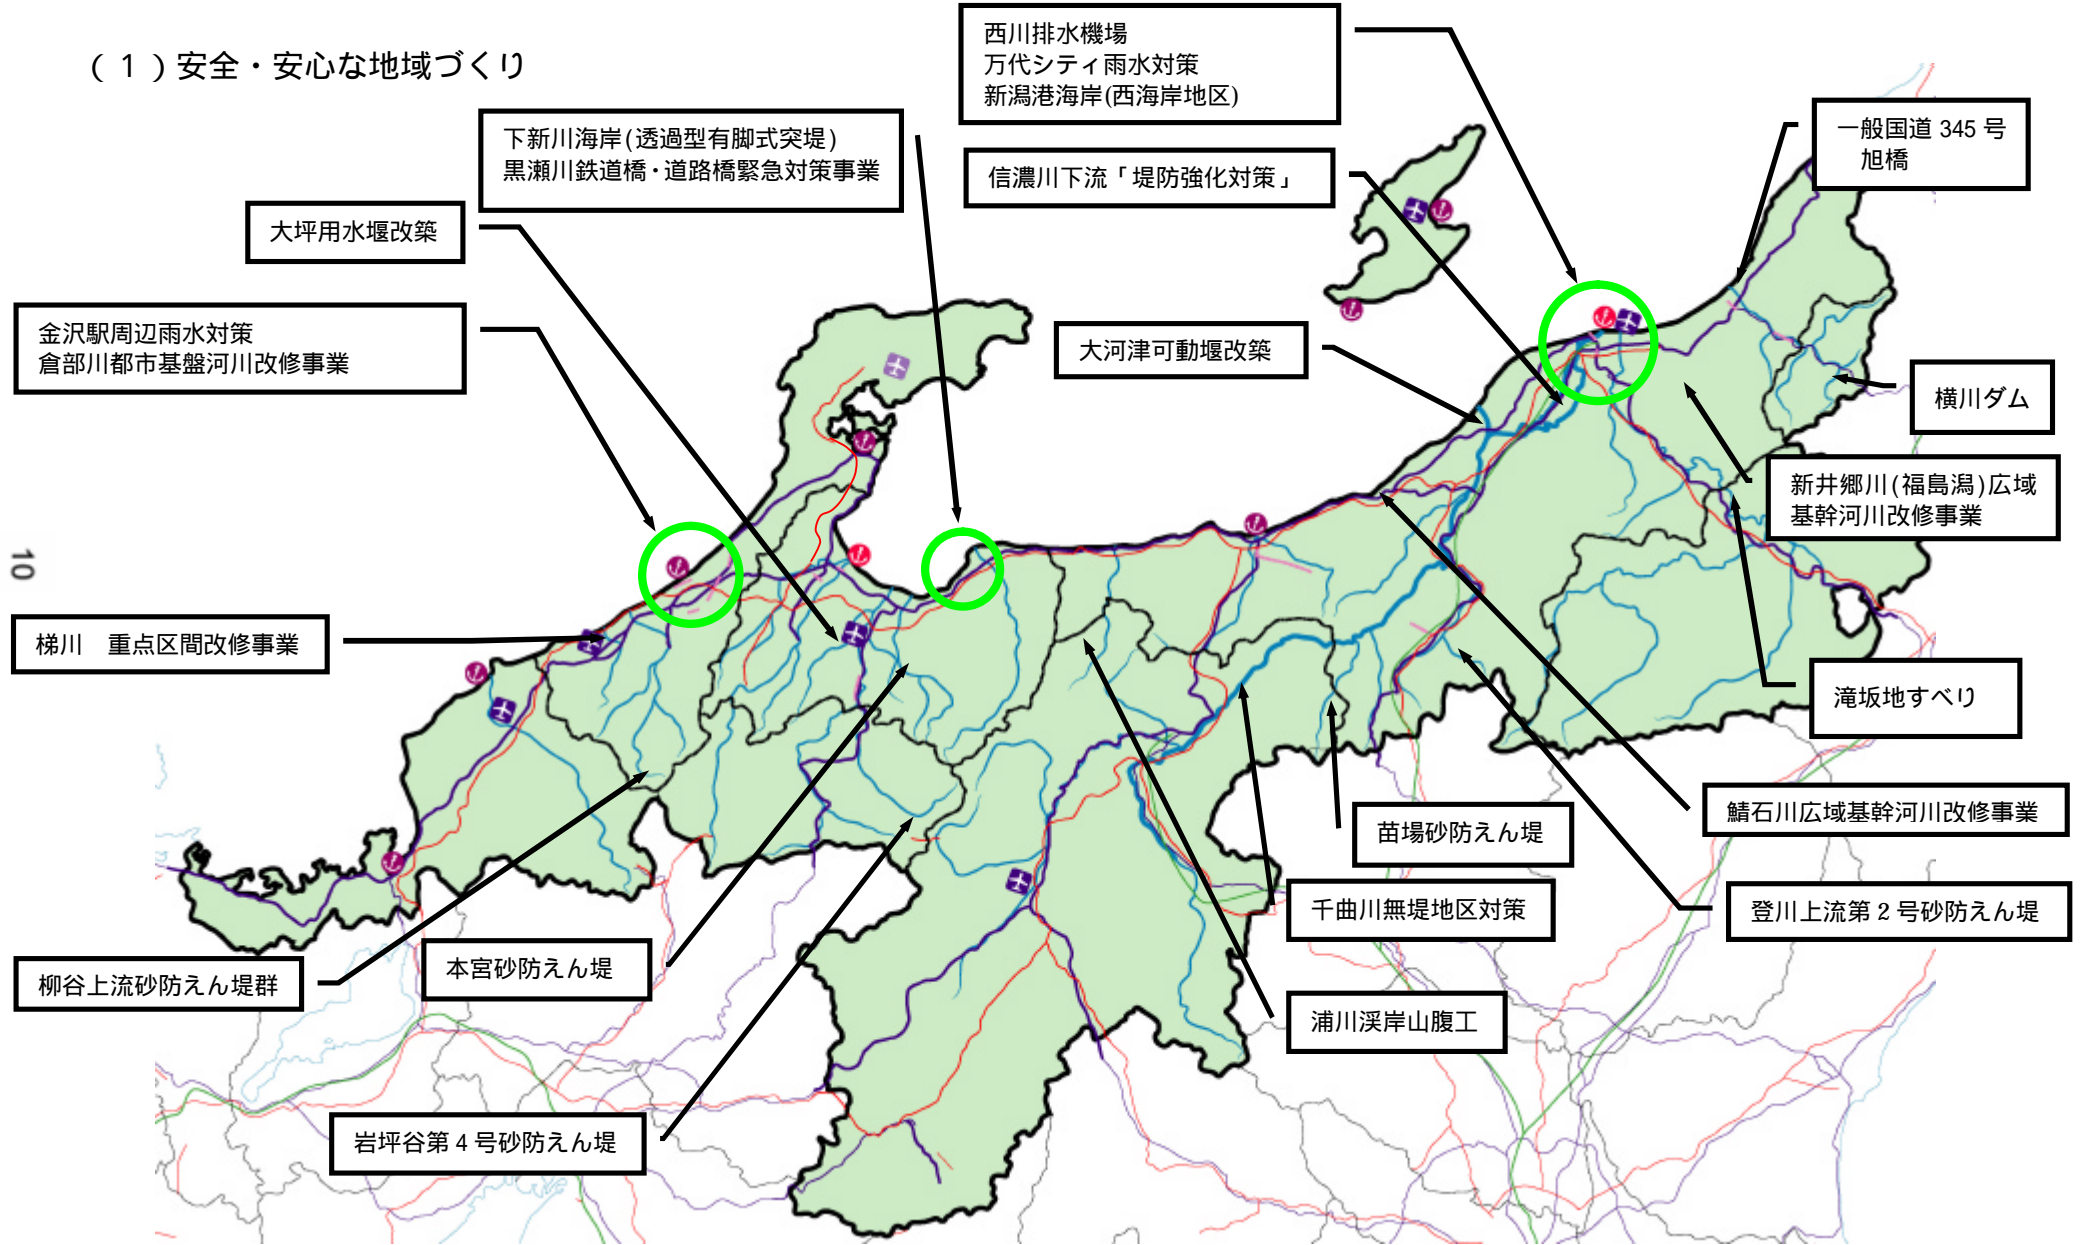 （１）安全・安心な地域づくり
西川排水機場
万代シティ雨水対策
新潟港海岸(西海岸地区)
下新川海岸(透過型有脚式突堤)
黒瀬川鉄道橋・道路橋緊急対策事業
一般国道345号
旭橋
信濃川下流「堤防強化対策」
大坪用水堰改築
金沢駅周辺雨水対策
倉部川都市基盤河川改修事業
大河津可動堰改築
横川ダム
新井郷川(福島潟)広域
基幹河川改修事業
10
梯川　重点区間改修事業
滝坂地すべり
鯖石川広域基幹河川改修事業
苗場砂防えん堤
千曲川無堤地区対策
登川上流第２号砂防えん堤
本宮砂防えん堤
柳谷上流砂防えん堤群
浦川渓岸山腹工
岩坪谷第４号砂防えん堤